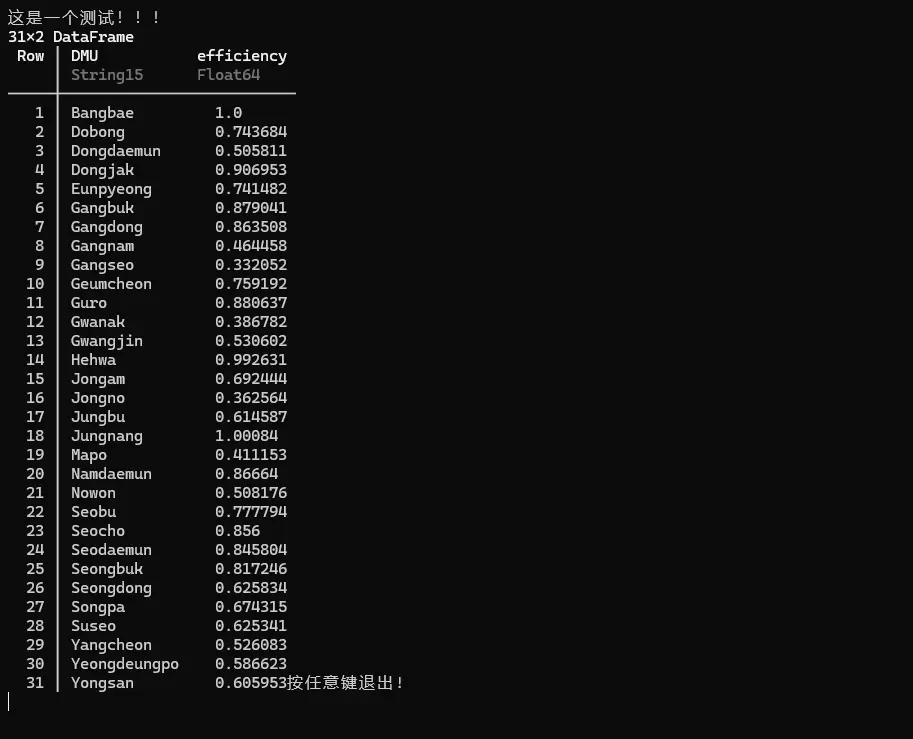 这是一个测试！！！
31×2 DataFrame
Row │ DMU efficiency
│ String15 Float64
1 │ Bangbae 1.0
2 │ Dobong 0.743684
3 │ Dongdaemun 0.505811
4 │ Dongjak 0.906953
5 │ Eunpyeong 0.741482
6 │ Gangbuk 0.879041
7 │ Gangdong 0.863508
8 │ Gangnam 0.464458
9 │ Gangseo 0.332052
10 │ Geumcheon 0.759192
11 │ Guro 0.880637
12 │ Gwanak 0.386782
13 │ Gwangjin 0.530602
14 │ Hehwa 0.992631
15 │ Jongam 0.692444
16 │ Jongno 0.362564
17 │ Jungbu 0.614587
18 │ Jungnang 1.00084
19 │ Mapo 0.411153
20 │ Namdaemun 0.86664
21 │ Nowon 0.508176
22 │ Seobu 0.777794
23 │ Seocho 0.856
24 │ Seodaemun 0.845804
25 │ Seongbuk 0.817246
26 │ Seongdong 0.625834
27 │ Songpa 0.674315
28 │ Suseo 0.625341
29 │ Yangcheon 0.526083
30 │ Yeongdeungpo 0.586623
31 │ Yongsan 0.605953按任意键退出！